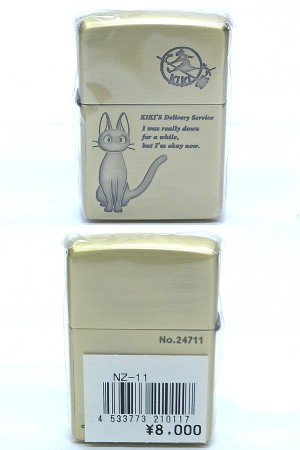 KIKI
KIKI'S Delivery Service
I was really down
for a while,
but I'm okay now.
No.24711
NZ-11
4 533773 210117
¥8,000